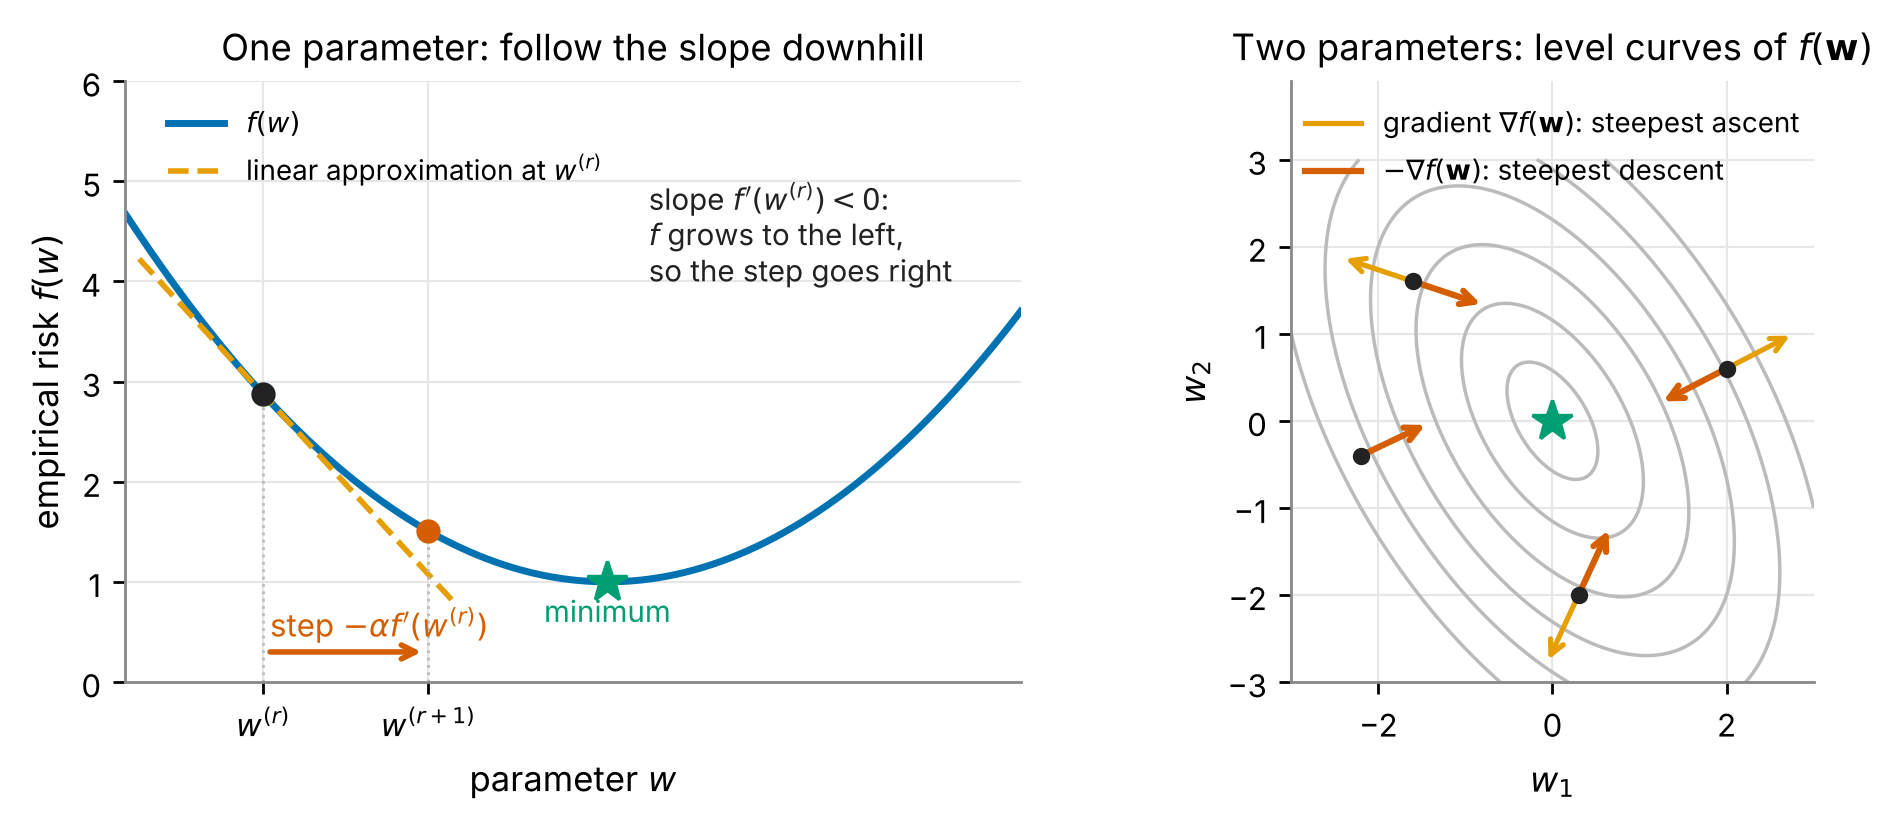 One parameter: follow the slope downhill
6
5
4
3
2
1
0
empirical risk f(w)
f(w)
linear approximation at w^(r)
slope f′(w^(r)) < 0:
f grows to the left,
so the step goes right
minimum
step −αf′(w^(r))
w^(r)
w^(r + 1)
parameter w
Two parameters: level curves of f(𝐰)
gradient ∇f(𝐰): steepest ascent
−∇f(𝐰): steepest descent
3
2
1
0
−1
−2
−3
w₂
−2
0
2
w₁